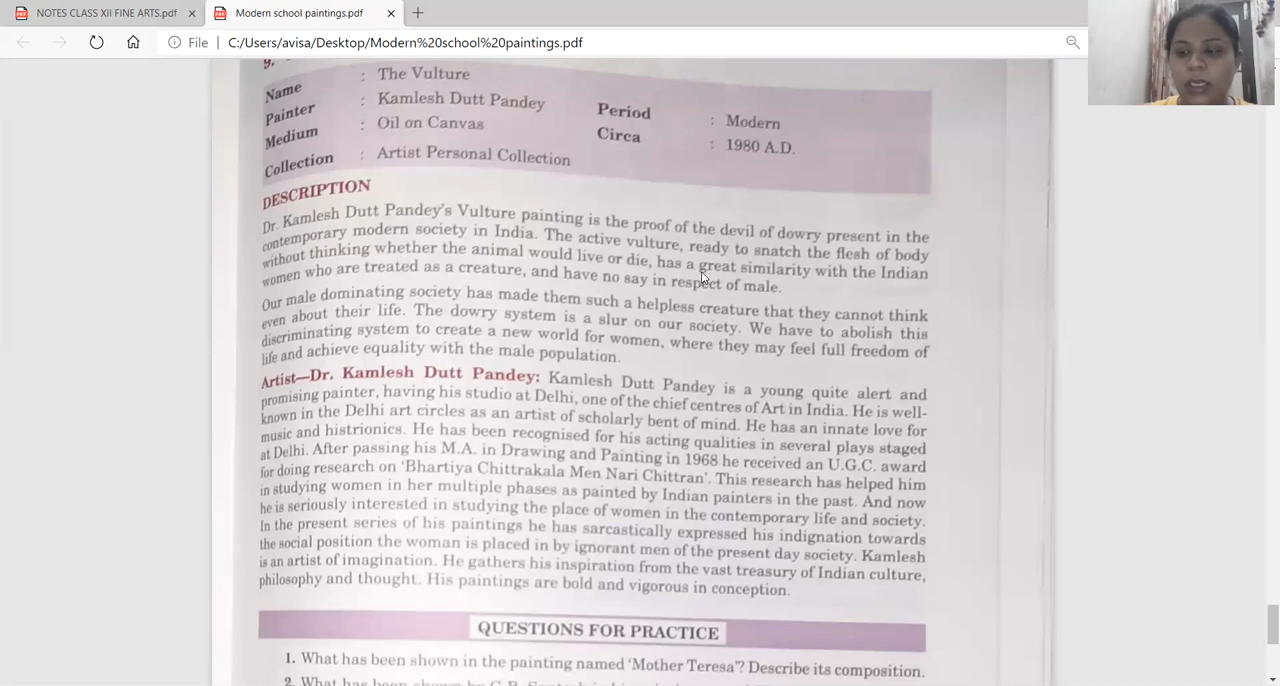 NOTES CLASS XII FINE ARTS.pdf
Modern school paintings.pdf
File | C:/Users/avisa/Desktop/Modern%20school%20paintings.pdf
9.
Name : The Vulture
Painter : Kamlesh Dutt Pandey Period : Modern
Medium : Oil on Canvas Circa : 1980 A.D.
Collection : Artist Personal Collection
DESCRIPTION
Dr. Kamlesh Dutt Pandey's Vulture painting is the proof of the devil of dowry present in the
contemporary modern society in India. The active vulture, ready to snatch the flesh of body
without thinking whether the animal would live or die, has a great similarity with the Indian
women who are treated as a creature, and have no say in respect of male.
Our male dominating society has made them such a helpless creature that they cannot think
even about their life. The dowry system is a slur on our society. We have to abolish this
discriminating system to create a new world for women, where they may feel full freedom of
life and achieve equality with the male population.
Artist—Dr. Kamlesh Dutt Pandey: Kamlesh Dutt Pandey is a young quite alert and
promising painter, having his studio at Delhi, one of the chief centres of Art in India. He is well-
known in the Delhi art circles as an artist of scholarly bent of mind. He has an innate love for
music and histrionics. He has been recognised for his acting qualities in several plays staged
at Delhi. After passing his M.A. in Drawing and Painting in 1968 he received an U.G.C. award
for doing research on 'Bhartiya Chittrakala Men Nari Chittran'. This research has helped him
in studying women in her multiple phases as painted by Indian painters in the past. And now
he is seriously interested in studying the place of women in the contemporary life and society.
In the present series of his paintings he has sarcastically expressed his indignation towards
the social position the woman is placed in by ignorant men of the present day society. Kamlesh
is an artist of imagination. He gathers his inspiration from the vast treasury of Indian culture,
philosophy and thought. His paintings are bold and vigorous in conception.
QUESTIONS FOR PRACTICE
1. What has been shown in the painting named 'Mother Teresa'? Describe its composition.
2. What has been